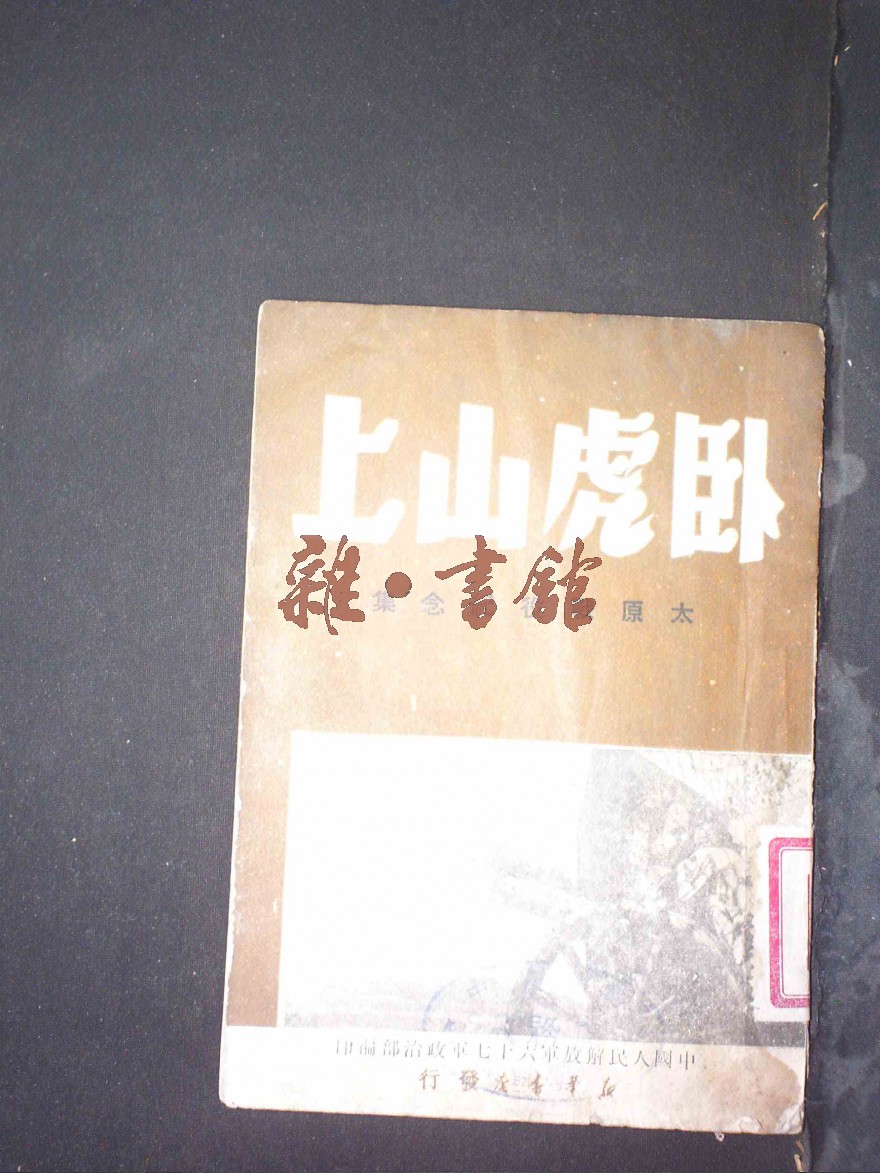 卧虎山上
雜·書館
太原 念集
中國人民解放軍六十七軍政治部編印
新華書店發行